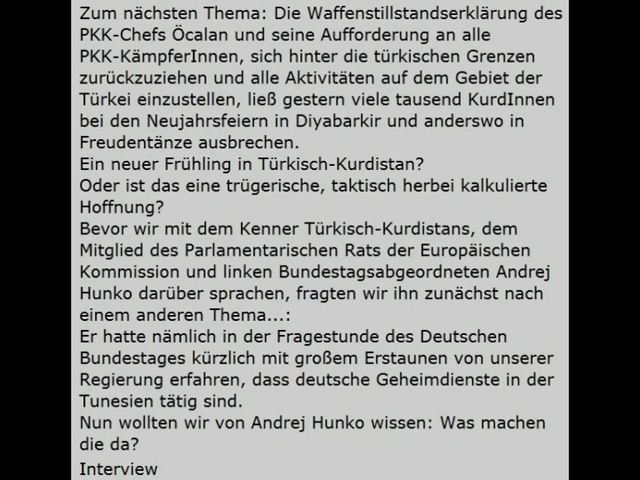 Zum nächsten Thema: Die Waffenstillstandserklärung des
PKK-Chefs Öcalan und seine Aufforderung an alle
PKK-KämpferInnen, sich hinter die türkischen Grenzen
zurückzuziehen und alle Aktivitäten auf dem Gebiet der
Türkei einzustellen, ließ gestern viele tausend KurdInnen
bei den Neujahrsfeiern in Diyabarkir und anderswo in
Freudentänze ausbrechen.
Ein neuer Frühling in Türkisch-Kurdistan?
Oder ist das eine trügerische, taktisch herbei kalkulierte
Hoffnung?
Bevor wir mit dem Kenner Türkisch-Kurdistans, dem
Mitglied des Parlamentarischen Rats der Europäischen
Kommission und linken Bundestagsabgeordneten Andrej
Hunko darüber sprachen, fragten wir ihn zunächst nach
einem anderen Thema...:
Er hatte nämlich in der Fragestunde des Deutschen
Bundestages kürzlich mit großem Erstaunen von unserer
Regierung erfahren, dass deutsche Geheimdienste in der
Tunesien tätig sind.
Nun wollten wir von Andrej Hunko wissen: Was machen
die da?
Interview